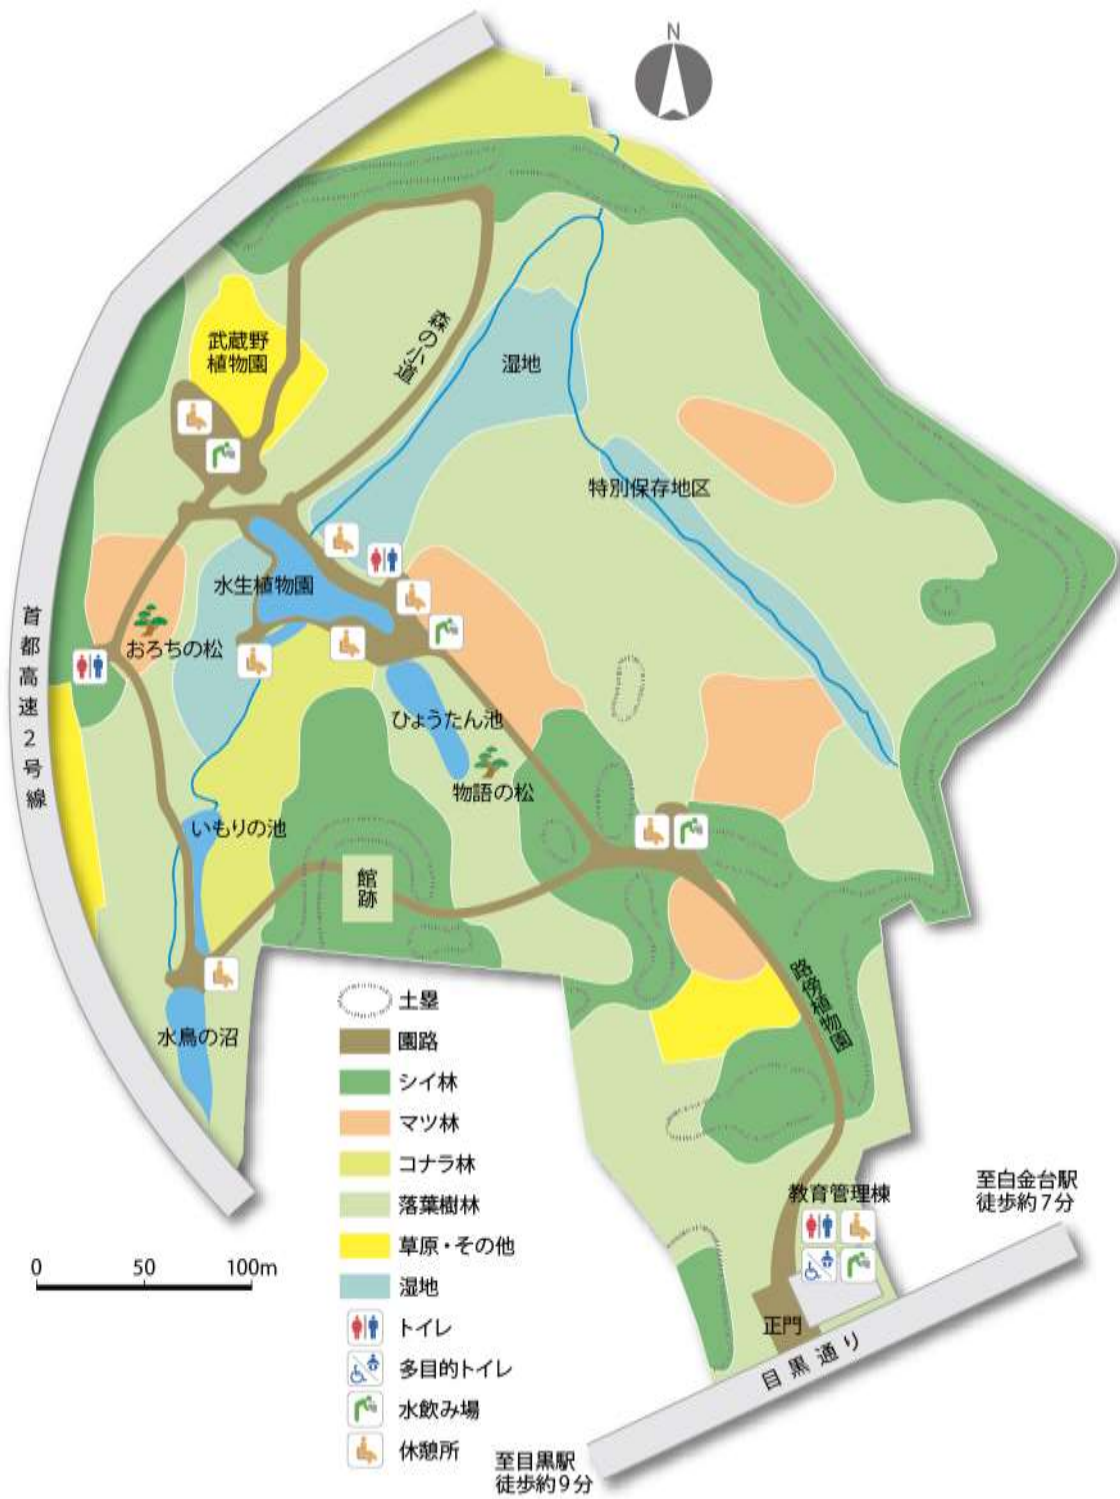 N
武蔵野
植物園
森の小道
湿地
特別保存地区
水生植物園
おろちの松
首都高速2号線
ひょうたん池
物語の松
いもりの池
館跡
路傍植物園
水鳥の沼
土塁
園路
シイ林
マツ林
コナラ林
落葉樹林
草原・その他
湿地
トイレ
多目的トイレ
水飲み場
休憩所
0 50 100m
教育管理棟
至白金台駅
徒歩約7分
正門
目黒通り
至目黒駅
徒歩約9分